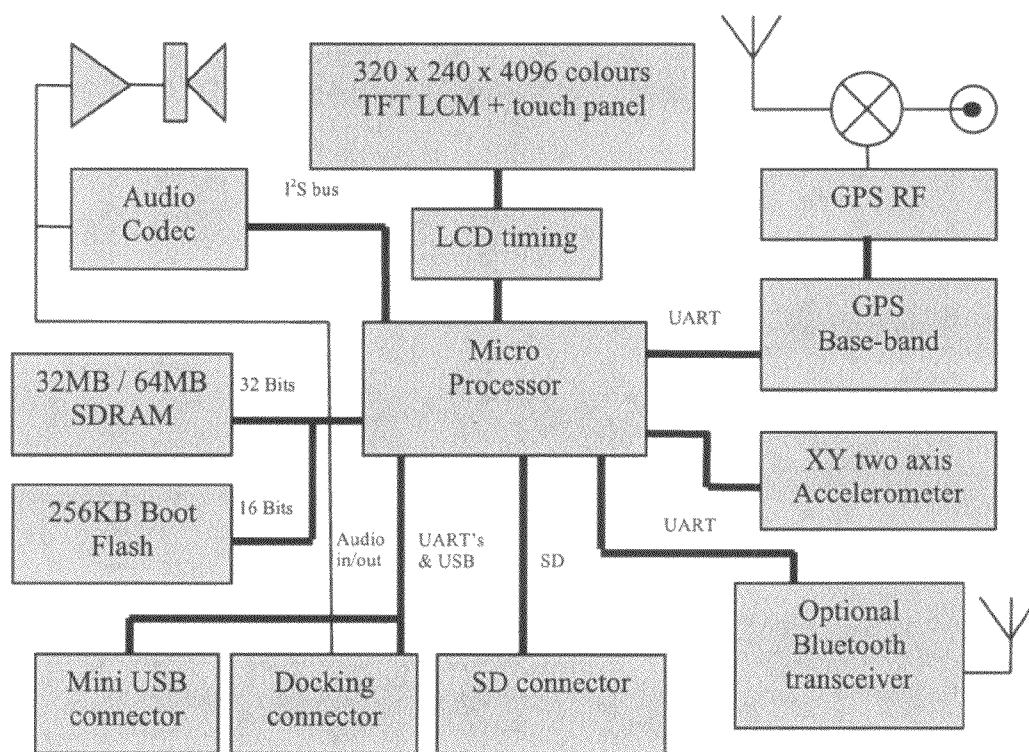 320 x 240 x 4096 colours
TFT LCM + touch panel
Audio
Codec
I²S bus
LCD timing
GPS RF
GPS
Base-band
UART
Micro
Processor
32MB / 64MB
SDRAM
32 Bits
XY two axis
Accelerometer
256KB Boot
Flash
16 Bits
Audio
in/out
UART's
& USB
SD
UART
Optional
Bluetooth
transceiver
Mini USB
connector
Docking
connector
SD connector